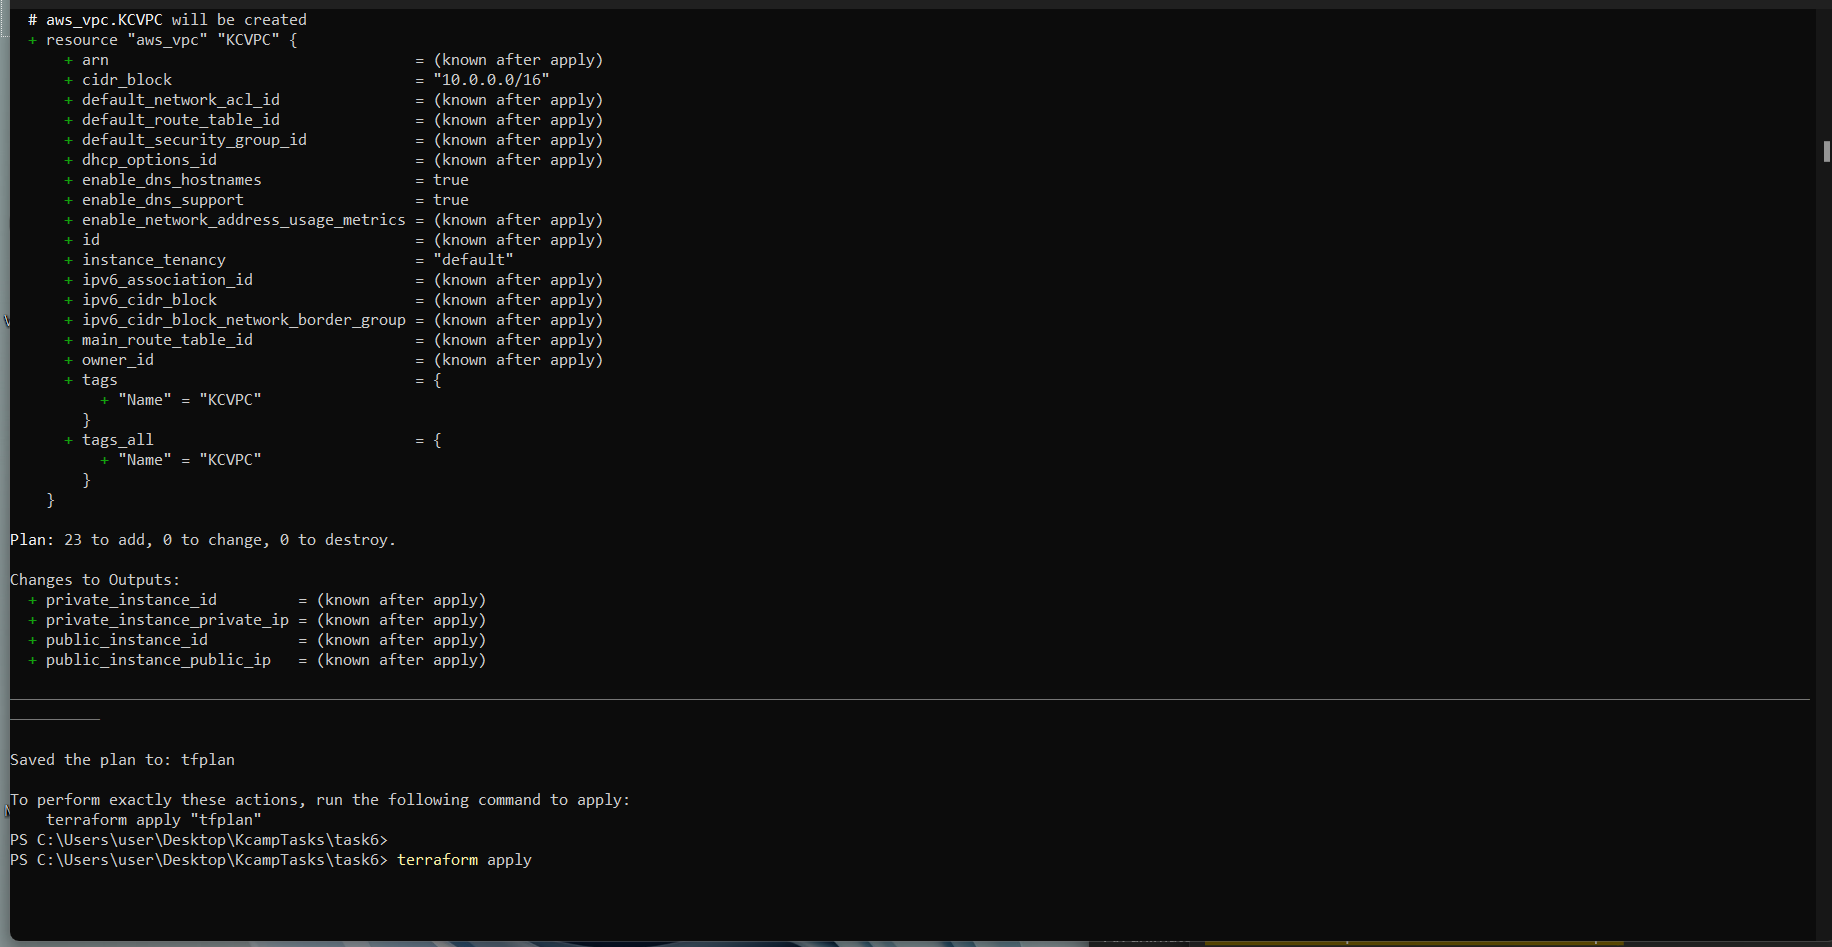 # aws_vpc.KCVPC will be created
+ resource "aws_vpc" "KCVPC" {
+ arn = (known after apply)
+ cidr_block = "10.0.0.0/16"
+ default_network_acl_id = (known after apply)
+ default_route_table_id = (known after apply)
+ default_security_group_id = (known after apply)
+ dhcp_options_id = (known after apply)
+ enable_dns_hostnames = true
+ enable_dns_support = true
+ enable_network_address_usage_metrics = (known after apply)
+ id = (known after apply)
+ instance_tenancy = "default"
+ ipv6_association_id = (known after apply)
+ ipv6_cidr_block = (known after apply)
+ ipv6_cidr_block_network_border_group = (known after apply)
+ main_route_table_id = (known after apply)
+ owner_id = (known after apply)
+ tags = {
+ "Name" = "KCVPC"
}
+ tags_all = {
+ "Name" = "KCVPC"
}
}
Plan: 23 to add, 0 to change, 0 to destroy.
Changes to Outputs:
+ private_instance_id = (known after apply)
+ private_instance_private_ip = (known after apply)
+ public_instance_id = (known after apply)
+ public_instance_public_ip = (known after apply)
Saved the plan to: tfplan
To perform exactly these actions, run the following command to apply:
terraform apply "tfplan"
PS C:\Users\user\Desktop\KcampTasks\task6>
PS C:\Users\user\Desktop\KcampTasks\task6> terraform apply